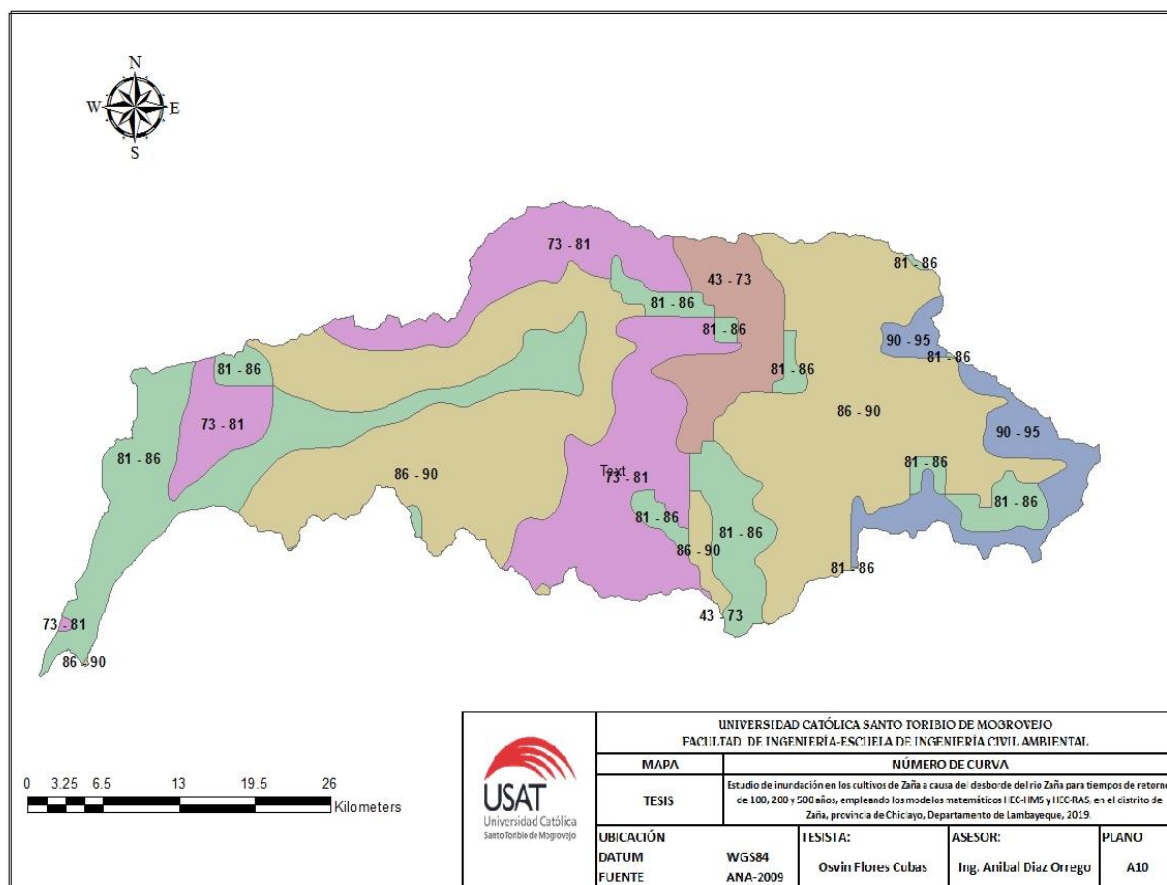 N
W E
S
73 - 81
81 - 86
43 - 73
81 - 86
81 - 86
90 - 95
81 - 86
81 - 86
81 - 86
86 - 90
73 - 81
90 - 95
81 - 86
86 - 90
Text
73 - 81
81 - 86
81 - 86
81 - 86
81 - 86
86 - 90
81 - 86
43 - 73
73 - 81
86 - 90
0 3.25 6.5 13 19.5 26
Kilometers
USAT
Universidad Católica
Santo Toribio de Mogrovejo
UNIVERSIDAD CATÓLICA SANTO TORIBIO DE MOGROVEJO
FACULTAD DE INGENIERÍA-ESCUELA DE INGENIERÍA CIVIL AMBIENTAL
MAPA NÚMERO DE CURVA
TESIS
Estudio de inundación en los cultivos de Zaña a causa del desborde del rio Zaña para tiempos de retorno
de 100, 200 y 500 años, empleando los modelos matemáticos HEC-HMS y HEC-RAS, en el distrito de
Zaña, provincia de Chiclayo, Departamento de Lambayeque, 2019.
UBICACIÓN
DATUM WGS84
FUENTE ANA-2009
TESISTA:
Osvin Flores Cubas
ASESOR:
Ing. Anibal Diaz Orrego
PLANO
A10